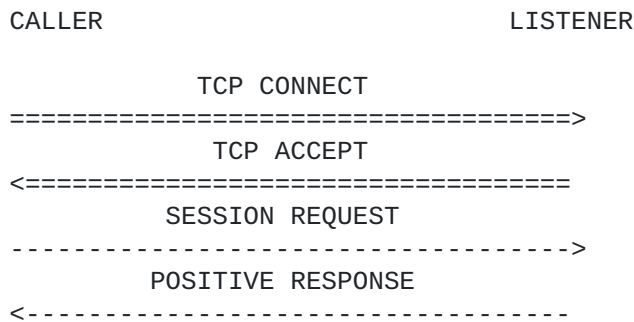 CALLER                          LISTENER
            TCP CONNECT
====================================>
             TCP ACCEPT
<===================================
          SESSION REQUEST
------------------------------------>
         POSITIVE RESPONSE
<-----------------------------------